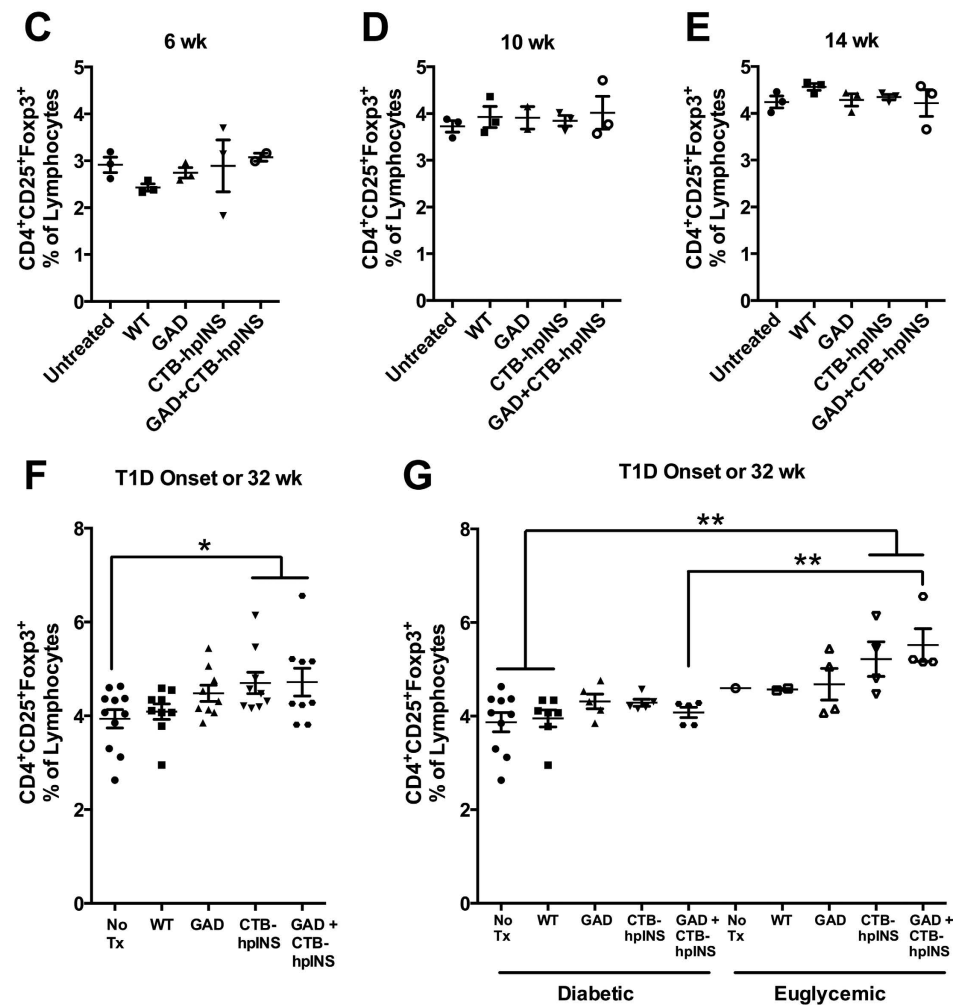 C
6 wk
CD4+CD25+Foxp3+
% of Lymphocytes
5
4
3
2
1
0
Untreated
WT
GAD
CTB-hpINS
GAD+CTB-hpINS
D
10 wk
CD4+CD25+Foxp3+
% of Lymphocytes
5
4
3
2
1
0
Untreated
WT
GAD
CTB-hpINS
GAD+CTB-hpINS
E
14 wk
CD4+CD25+Foxp3+
% of Lymphocytes
5
4
3
2
1
0
Untreated
WT
GAD
CTB-hpINS
GAD+CTB-hpINS
F
T1D Onset or 32 wk
CD4+CD25+Foxp3+
% of Lymphocytes
8
6
4
2
0
*
No
Tx
WT
GAD
CTB-
hpINS
GAD +
CTB-
hpINS
G
T1D Onset or 32 wk
CD4+CD25+Foxp3+
% of Lymphocytes
8
6
4
2
0
**
**
No
Tx
WT
GAD
CTB-
hpINS
GAD +
CTB-
hpINS
No
Tx
WT
GAD
CTB-
hpINS
GAD +
CTB-
hpINS
Diabetic
Euglycemic